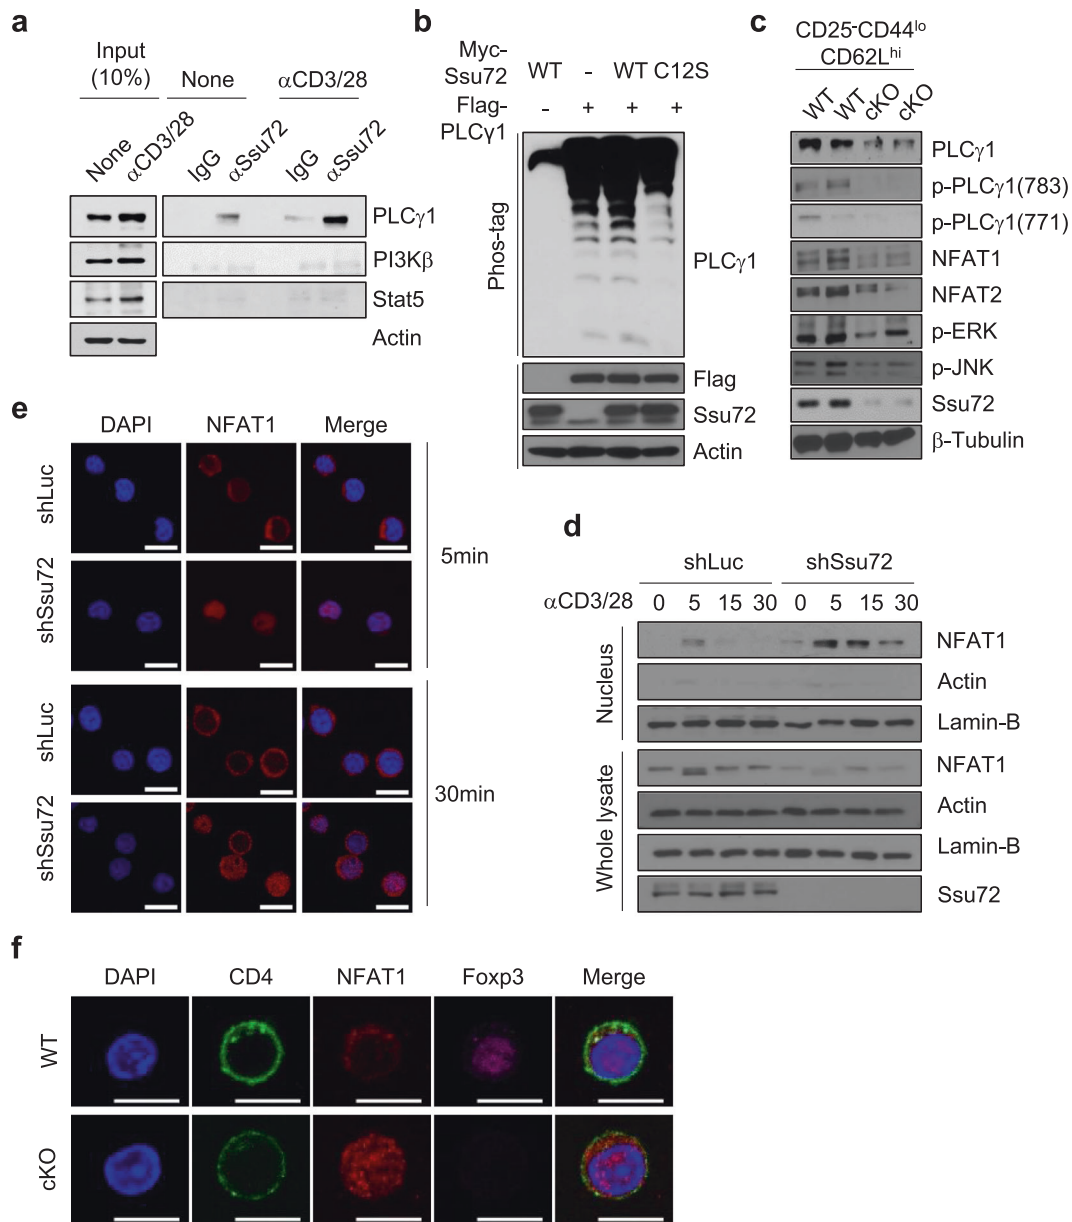 a
Input
(10%)
None
αCD3/28
None
αCD3/28
IgG
αSsu72
IgG
αSsu72
PLCγ1
PI3Kβ
Stat5
Actin
b
Myc-
Ssu72
WT - WT C12S
Flag-
PLCγ1
- + + +
Phos-tag
PLCγ1
Flag
Ssu72
Actin
c
CD25-CD44lo
CD62Lhi
WT
WT
cKO
cKO
PLCγ1
p-PLCγ1(783)
p-PLCγ1(771)
NFAT1
NFAT2
p-ERK
p-JNK
Ssu72
β-Tubulin
d
shLuc shSsu72
αCD3/28 0 5 15 30 0 5 15 30
Nucleus
NFAT1
Actin
Lamin-B
Whole lysate
NFAT1
Actin
Lamin-B
Ssu72
e
DAPI NFAT1 Merge
shLuc
shSsu72
5min
shLuc
shSsu72
30min
f
DAPI CD4 NFAT1 Foxp3 Merge
WT
cKO